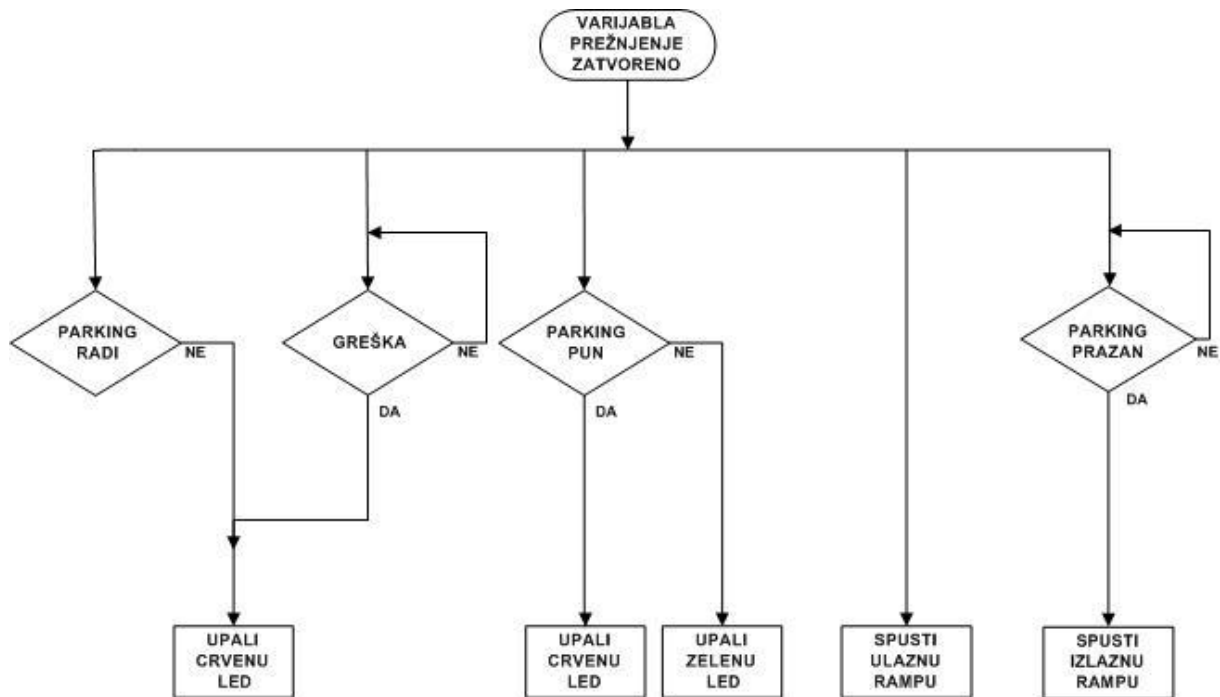 VARIJABLA
PREŽNJENJE
ZATVORENO
PARKING
RADI
NE
GREŠKA
NE
DA
PARKING
PUN
NE
DA
PARKING
PRAZAN
NE
DA
UPALI
CRVENU
LED
UPALI
CRVENU
LED
UPALI
ZELENU
LED
SPUSTI
ULAZNU
RAMPU
SPUSTI
IZLAZNU
RAMPU